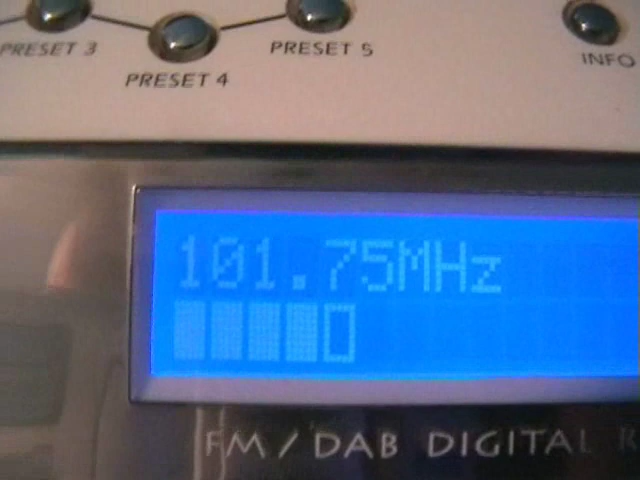 PRESET 3
PRESET 4
PRESET 5
INFO
101.75MHz
FM/DAB DIGITAL